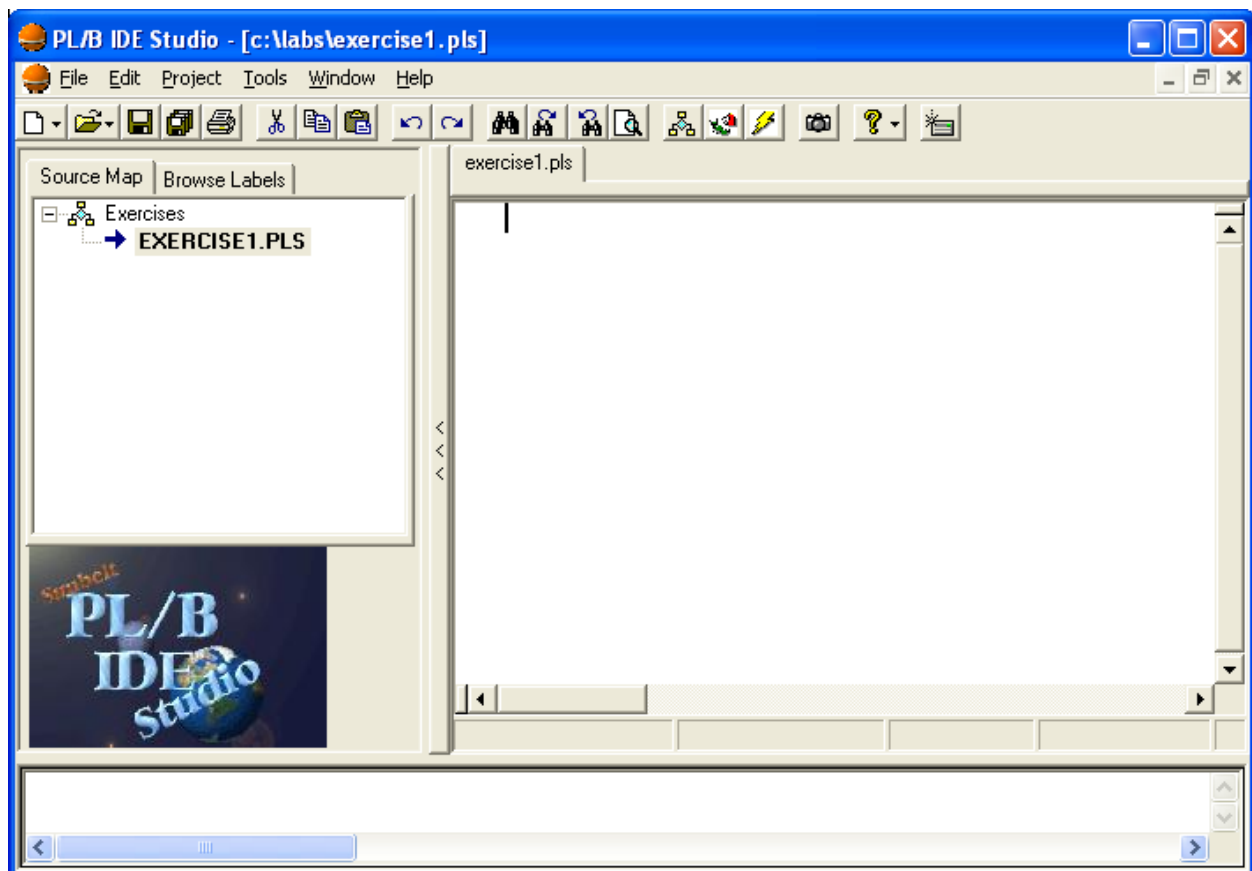 PL/B IDE Studio - [c:\labs\exercise1.pls]
File Edit Project Tools Window Help
exercise1.pls
Source Map Browse Labels
Exercises
EXERCISE1.PLS
<
<
<
Sunbelt
PL/B
IDE
Studio